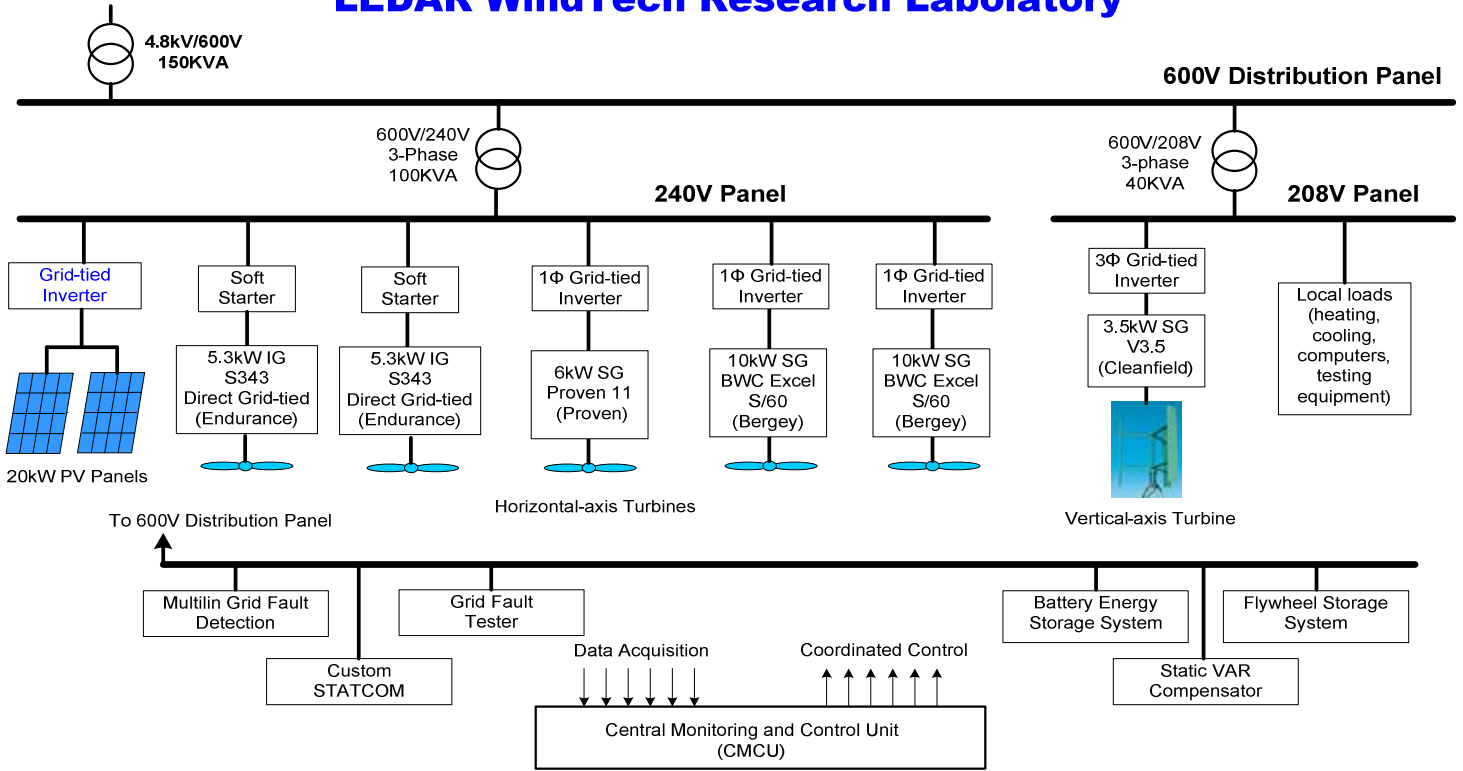 LEDAR WindTech Research Laboratory
4.8kV/600V
150KVA
600V Distribution Panel
600V/240V
3-Phase
100KVA
600V/208V
3-phase
40KVA
240V Panel
208V Panel
Grid-tied
Inverter
Soft
Starter
Soft
Starter
1Φ Grid-tied
Inverter
1Φ Grid-tied
Inverter
1Φ Grid-tied
Inverter
3Φ Grid-tied
Inverter
Local loads
(heating,
cooling,
computers,
testing
equipment)
5.3kW IG
S343
Direct Grid-tied
(Endurance)
5.3kW IG
S343
Direct Grid-tied
(Endurance)
6kW SG
Proven 11
(Proven)
10kW SG
BWC Excel
S/60
(Bergey)
10kW SG
BWC Excel
S/60
(Bergey)
3.5kW SG
V3.5
(Cleanfield)
20kW PV Panels
Horizontal-axis Turbines
Vertical-axis Turbine
To 600V Distribution Panel
Multilin Grid Fault
Detection
Grid Fault
Tester
Battery Energy
Storage System
Flywheel Storage
System
Custom
STATCOM
Static VAR
Compensator
Data Acquisition
Coordinated Control
Central Monitoring and Control Unit
(CMCU)